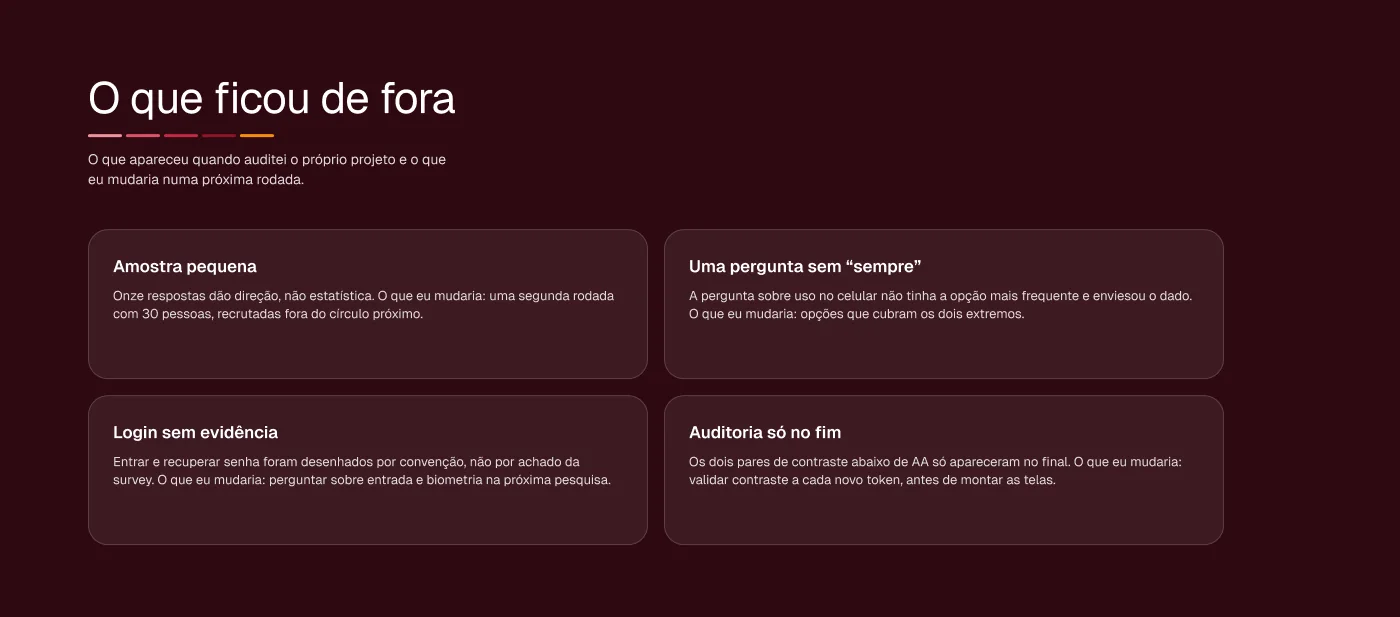 O que ficou de fora
O que apareceu quando auditei o próprio projeto e o que
eu mudaria numa próxima rodada.
Amostra pequena
Onze respostas dão direção, não estatística. O que eu mudaria: uma segunda rodada
com 30 pessoas, recrutadas fora do círculo próximo.
Uma pergunta sem “sempre”
A pergunta sobre uso no celular não tinha a opção mais frequente e enviesou o dado.
O que eu mudaria: opções que cubram os dois extremos.
Login sem evidência
Entrar e recuperar senha foram desenhados por convenção, não por achado da
survey. O que eu mudaria: perguntar sobre entrada e biometria na próxima pesquisa.
Auditoria só no fim
Os dois pares de contraste abaixo de AA só apareceram no final. O que eu mudaria:
validar contraste a cada novo token, antes de montar as telas.